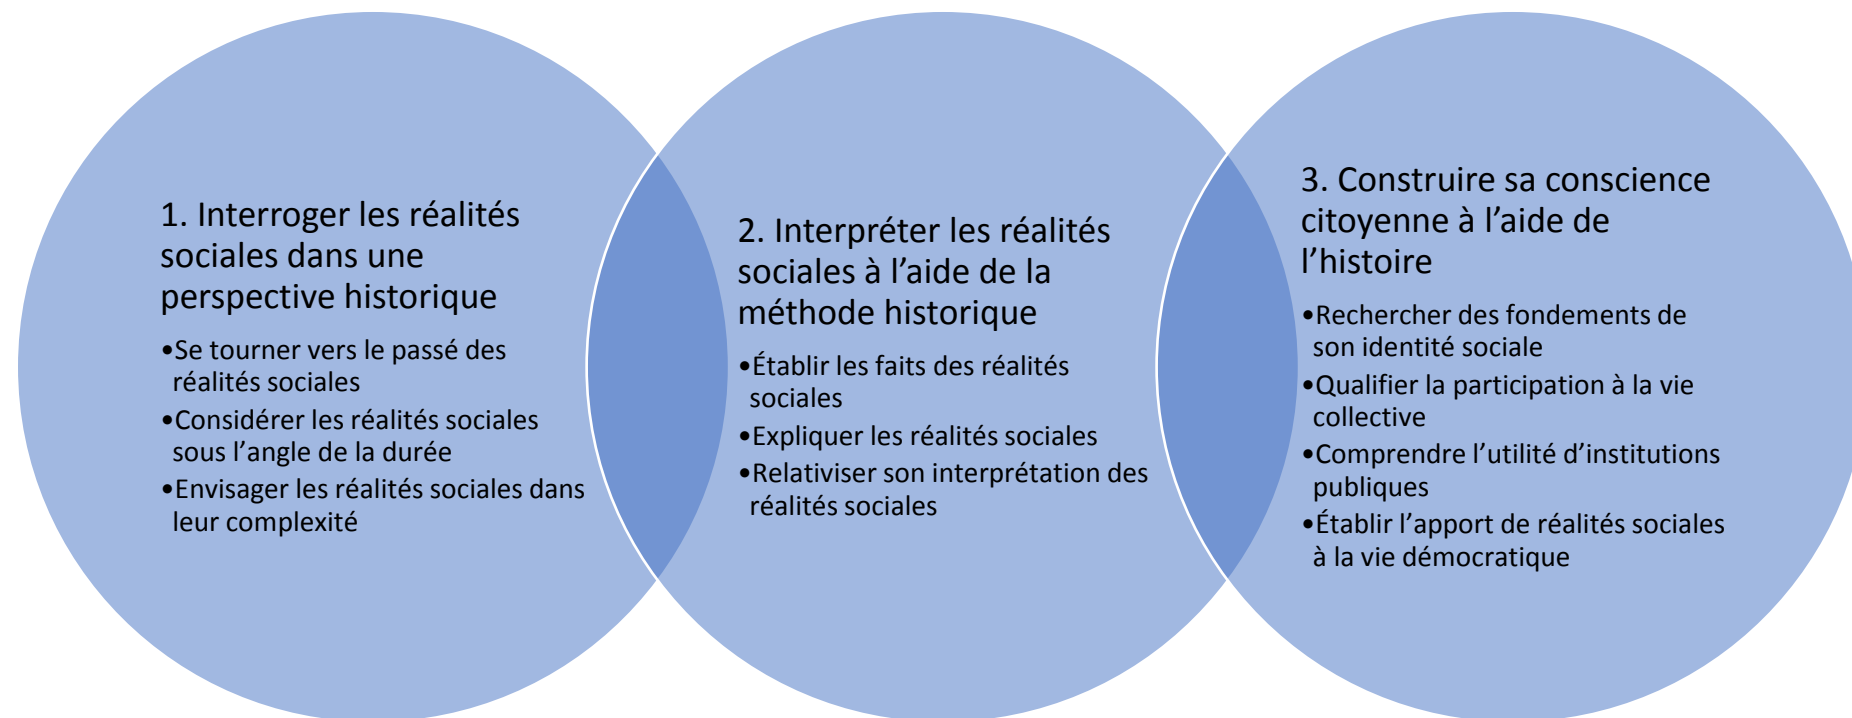 1. Interroger les réalités
sociales dans une
perspective historique
•Se tourner vers le passé des
réalités sociales
•Considérer les réalités sociales
sous l’angle de la durée
•Envisager les réalités sociales dans
leur complexité
2. Interpréter les réalités
sociales à l’aide de la
méthode historique
•Établir les faits des réalités
sociales
•Expliquer les réalités sociales
•Relativiser son interprétation des
réalités sociales
3. Construire sa conscience
citoyenne à l’aide de
l’histoire
•Rechercher des fondements de
son identité sociale
•Qualifier la participation à la vie
collective
•Comprendre l’utilité d’institutions
publiques
•Établir l’apport de réalités sociales
à la vie démocratique